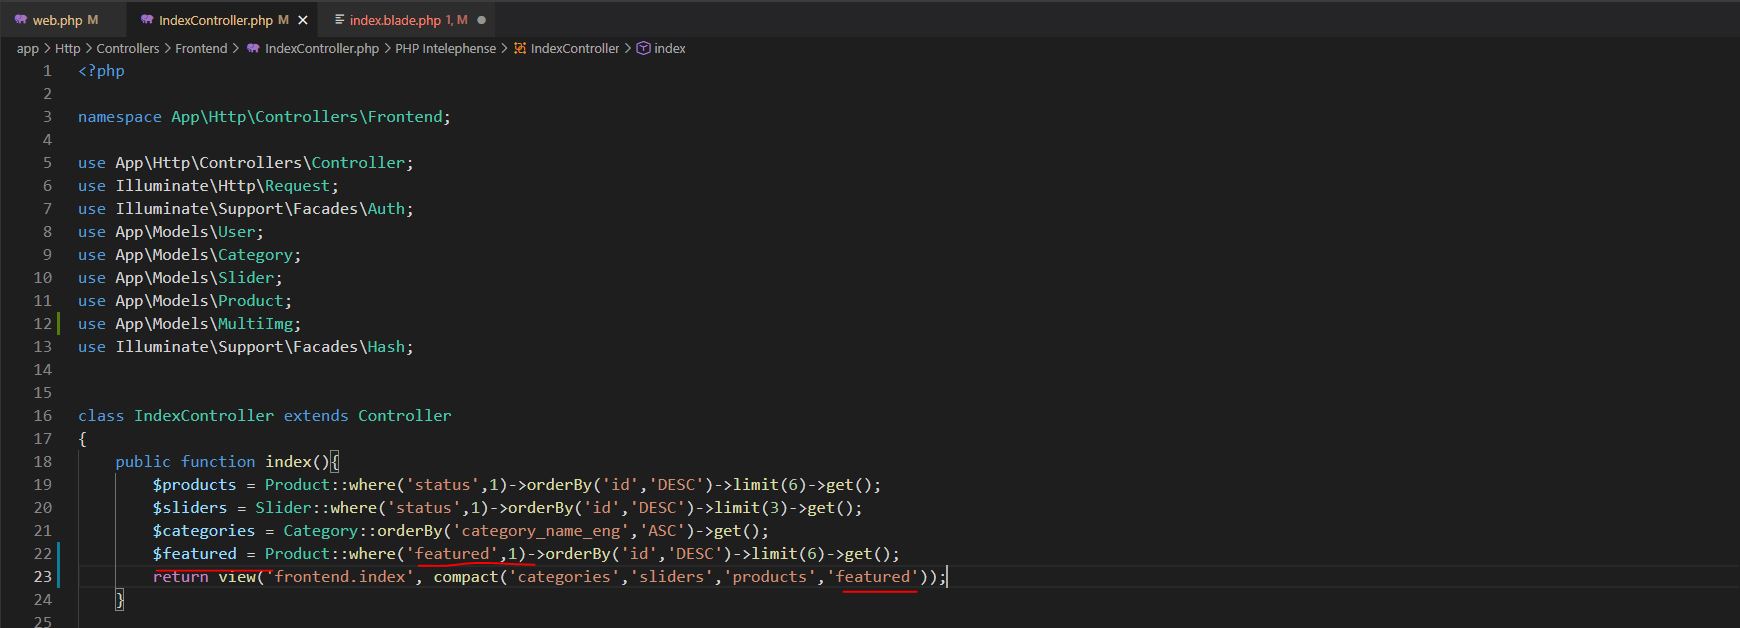 web.php M IndexController.php M × index.blade.php 1, M ●
app > Http > Controllers > Frontend > IndexController.php > PHP Intelephense > IndexController > index
1 <?php
2
3 namespace App\Http\Controllers\Frontend;
4
5 use App\Http\Controllers\Controller;
6 use Illuminate\Http\Request;
7 use Illuminate\Support\Facades\Auth;
8 use App\Models\User;
9 use App\Models\Category;
10 use App\Models\Slider;
11 use App\Models\Product;
12 use App\Models\MultiImg;
13 use Illuminate\Support\Facades\Hash;
14
15
16 class IndexController extends Controller
17 {
18 public function index(){
19 $products = Product::where('status',1)->orderBy('id','DESC')->limit(6)->get();
20 $sliders = Slider::where('status',1)->orderBy('id','DESC')->limit(3)->get();
21 $categories = Category::orderBy('category_name_eng','ASC')->get();
22 $featured = Product::where('featured',1)->orderBy('id','DESC')->limit(6)->get();
23 return view('frontend.index', compact('categories','sliders','products','featured'));
24 }
25